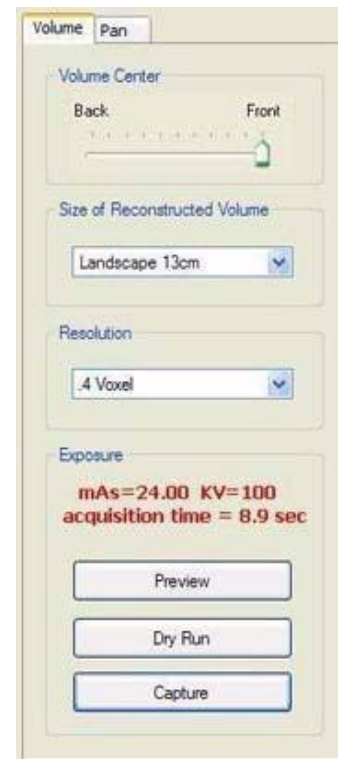 Volume Pan
Volume Center
Back Front
Size of Reconstructed Volume
Landscape 13cm
Resolution
.4 Voxel
Exposure
mAs=24.00 KV=100
acquisition time = 8.9 sec
Preview
Dry Run
Capture